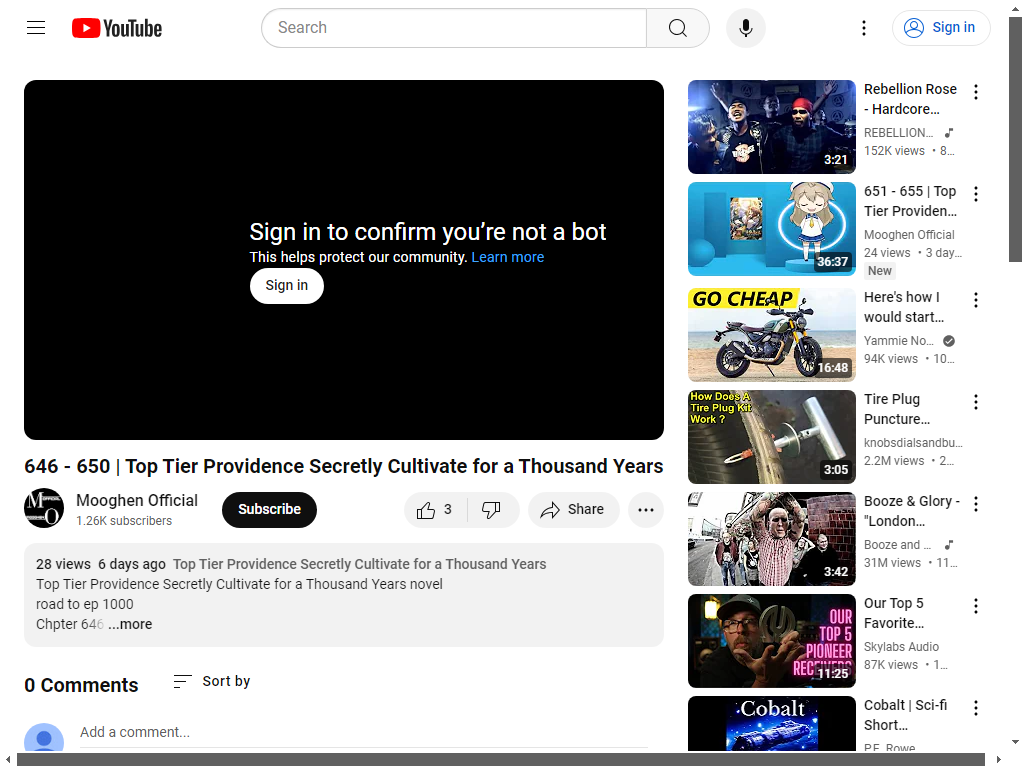 YouTube
Search
Sign in
Sign in to confirm you're not a bot
This helps protect our community. Learn more
Sign in
646 - 650 | Top Tier Providence Secretly Cultivate for a Thousand Years
Mooghen Official
1.26K subscribers
Subscribe
3
Share
28 views 6 days ago Top Tier Providence Secretly Cultivate for a Thousand Years
Top Tier Providence Secretly Cultivate for a Thousand Years novel
road to ep 1000
Chpter 646 ...more
0 Comments
Sort by
Add a comment...
3:21
Rebellion Rose
- Hardcore...
REBELLION...
152K views • 8...
36:37
651 - 655 | Top
Tier Providen...
Mooghen Official
24 views • 3 day...
New
GO CHEAP
16:48
Here's how I
would start...
Yammie No...
94K views • 10...
How Does A
Tire Plug Kit
Work ?
3:05
Tire Plug
Puncture...
knobsdialsandbu...
2.2M views • 2...
3:42
Booze & Glory -
"London...
Booze and ...
31M views • 11...
OUR
TOP 5
PIONEER
RECEIVERS
11:25
Our Top 5
Favorite...
Skylabs Audio
87K views • 1...
Cobalt
Cobalt | Sci-fi
Short...
P.E. Rowe